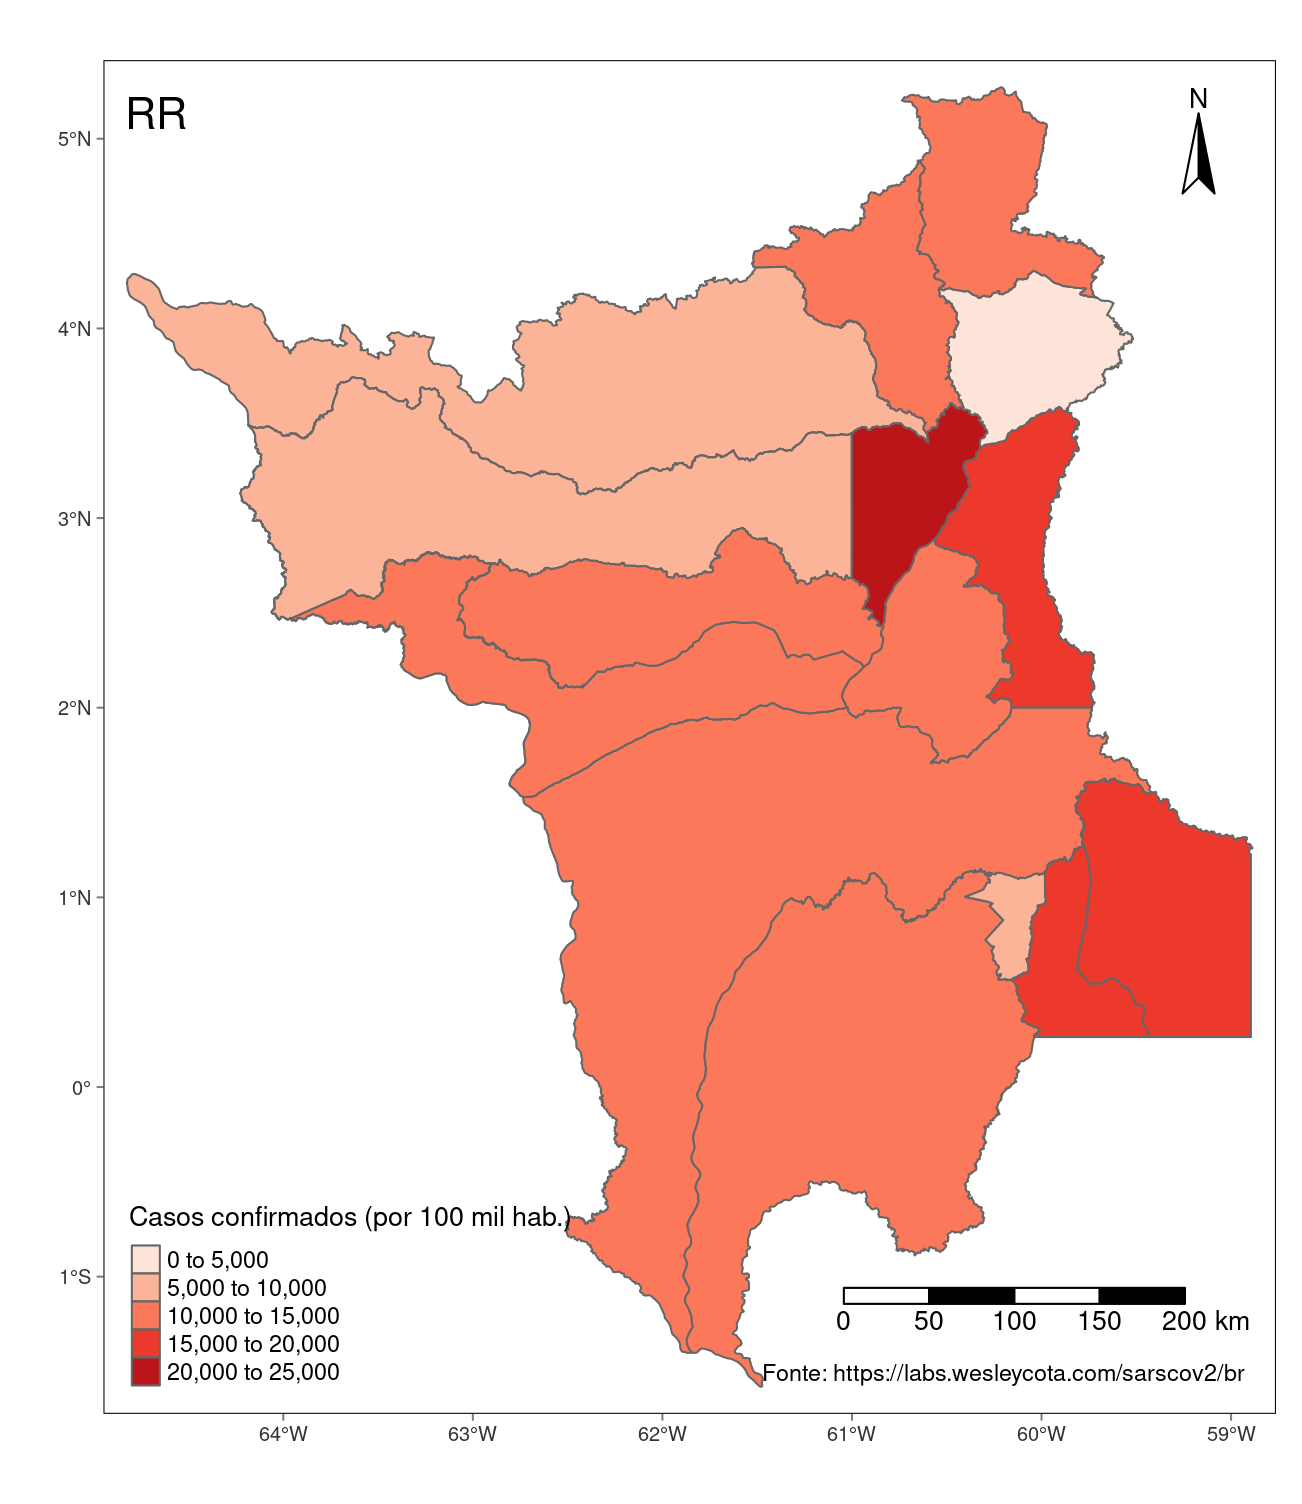 RR
N
5°N
4°N
3°N
2°N
1°N
0°
1°S
Casos confirmados (por 100 mil hab.)
0 to 5,000
5,000 to 10,000
10,000 to 15,000
15,000 to 20,000
20,000 to 25,000
0 50 100 150 200 km
Fonte: https://labs.wesleycota.com/sarscov2/br
64°W 63°W 62°W 61°W 60°W 59°W